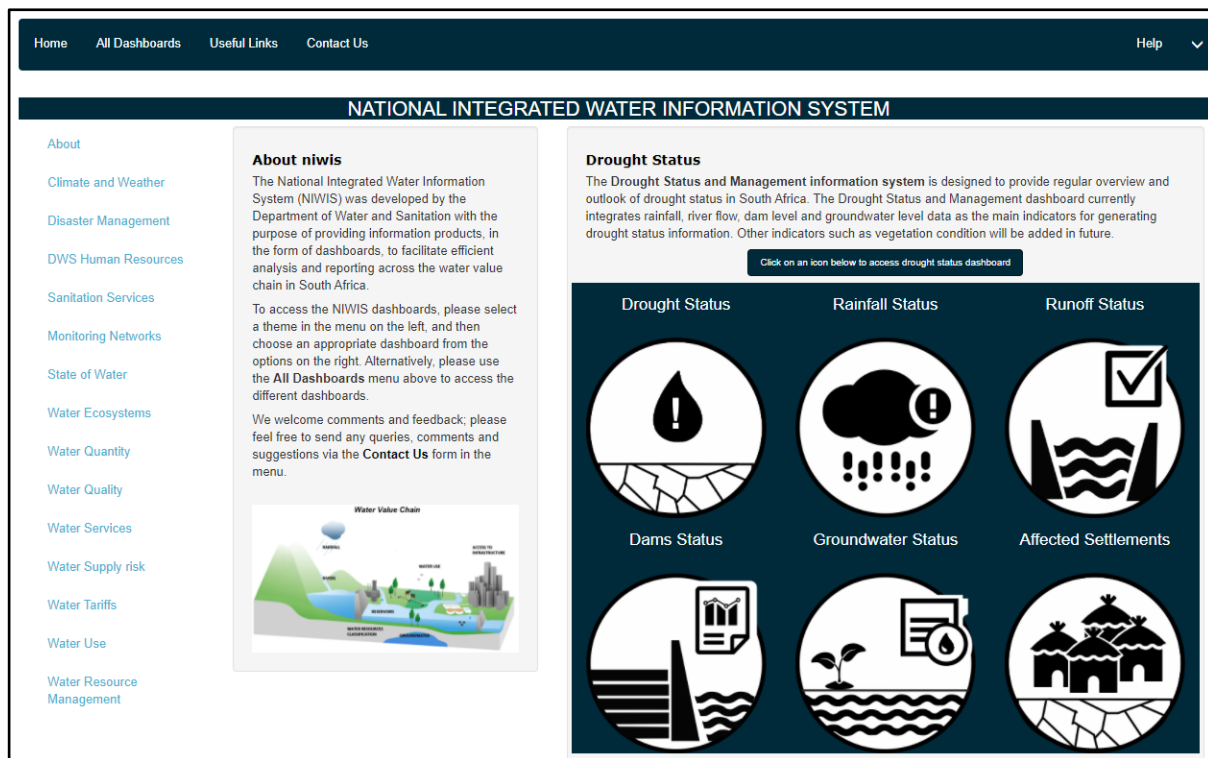 Home All Dashboards Useful Links Contact Us Help
NATIONAL INTEGRATED WATER INFORMATION SYSTEM
About
Climate and Weather
Disaster Management
DWS Human Resources
Sanitation Services
Monitoring Networks
State of Water
Water Ecosystems
Water Quantity
Water Quality
Water Services
Water Supply risk
Water Tariffs
Water Use
Water Resource
Management
About niwis
The National Integrated Water Information
System (NIWIS) was developed by the
Department of Water and Sanitation with the
purpose of providing information products, in
the form of dashboards, to facilitate efficient
analysis and reporting across the water value
chain in South Africa.
To access the NIWIS dashboards, please select
a theme in the menu on the left, and then
choose an appropriate dashboard from the
options on the right. Alternatively, please use
the All Dashboards menu above to access the
different dashboards.
We welcome comments and feedback; please
feel free to send any queries, comments and
suggestions via the Contact Us form in the
menu.
Water Value Chain
RAINFALL
ACCESS TO
INFRASTRUCTURE
WATER USE
RIVERS
RESERVOIRS
WATER RESOURCES
CLASSIFICATION
GROUNDWATER
Drought Status
The Drought Status and Management information system is designed to provide regular overview and
outlook of drought status in South Africa. The Drought Status and Management dashboard currently
integrates rainfall, river flow, dam level and groundwater level data as the main indicators for generating
drought status information. Other indicators such as vegetation condition will be added in future.
Click on an icon below to access drought status dashboard
Drought Status Rainfall Status Runoff Status
Dams Status Groundwater Status Affected Settlements